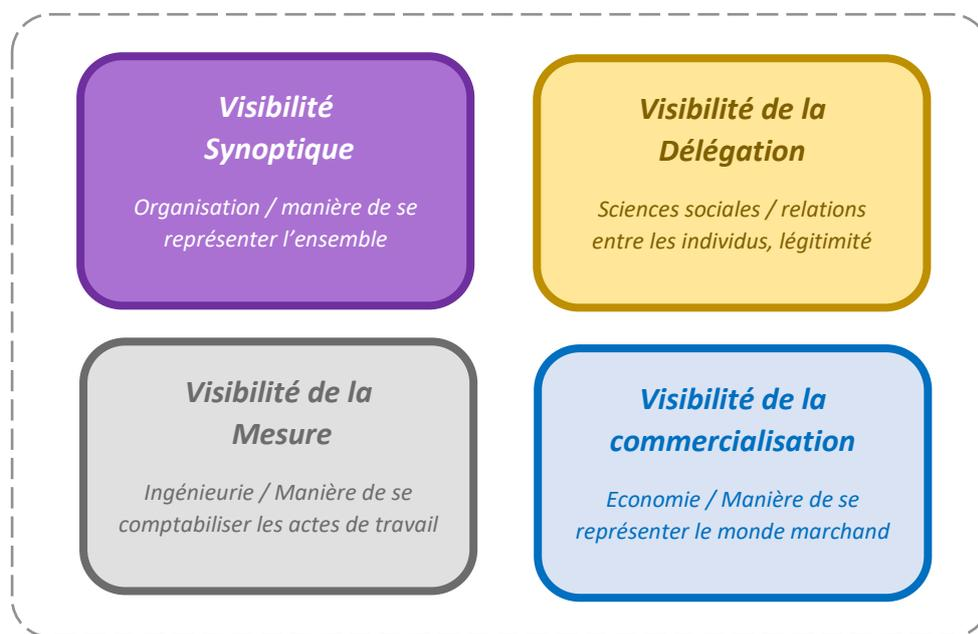 Visibilité
Synoptique
Organisation / manière de se
représenter l’ensemble
Visibilité de la
Délégation
Sciences sociales / relations
entre les individus, légitimité
Visibilité de la
Mesure
Ingénieurie / Manière de se
comptabiliser les actes de travail
Visibilité de la
commercialisation
Economie / Manière de se
représenter le monde marchand